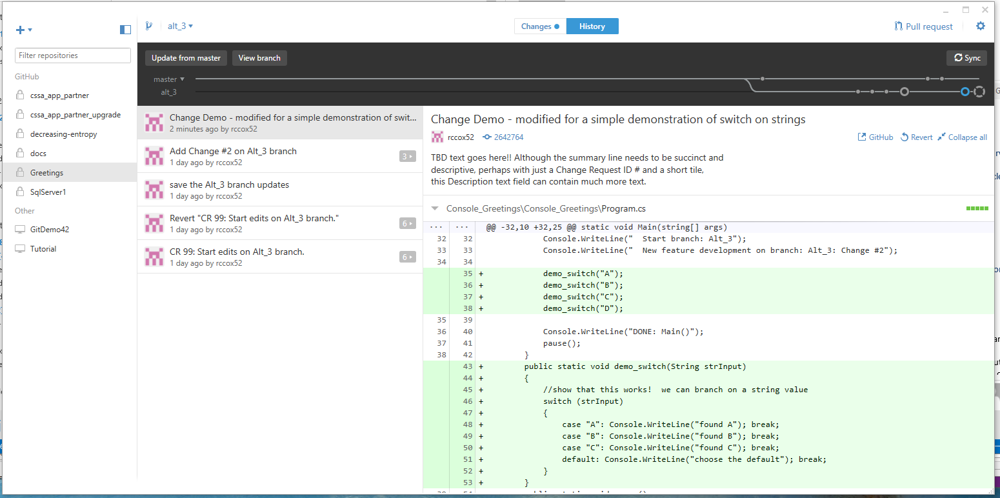 alt_3
Changes
History
Pull request
Filter repositories
Update from master
View branch
Sync
GitHub
master
alt_3
cssa_app_partner
cssa_app_partner_upgrade
decreasing-entropy
docs
Greetings
SqlServer1
Other
GitDemo42
Tutorial
Change Demo - modified for a simple demonstration of swit...
2 minutes ago by rccox52
Add Change #2 on Alt_3 branch
1 day ago by rccox52
3
save the Alt_3 branch updates
1 day ago by rccox52
Revert "CR 99: Start edits on Alt_3 branch."
1 day ago by rccox52
6
CR 99: Start edits on Alt_3 branch.
1 day ago by rccox52
6
Change Demo - modified for a simple demonstration of switch on strings
rccox52 2642764 GitHub Revert Collapse all
TBD text goes here!! Although the summary line needs to be succinct and
descriptive, perhaps with just a Change Request ID # and a short tile,
this Description text field can contain much more text.
Console_Greetings\Console_Greetings\Program.cs
... ... @@ -32,10 +32,25 @@ static void Main(string[] args)
32 32 Console.WriteLine("  Start branch: Alt_3");
33 33 Console.WriteLine("  New feature development on branch: Alt_3: Change #2");
34 34
35 + demo_switch("A");
36 + demo_switch("B");
37 + demo_switch("C");
38 + demo_switch("D");
35 39
36 40 Console.WriteLine("DONE: Main()");
37 41 pause();
38 42 }
43 + public static void demo_switch(String strInput)
44 + {
45 + //show that this works!  we can branch on a string value
46 + switch (strInput)
47 + {
48 + case "A": Console.WriteLine("found A"); break;
49 + case "B": Console.WriteLine("found B"); break;
50 + case "C": Console.WriteLine("found C"); break;
51 + default: Console.WriteLine("choose the default"); break;
52 + }
53 + }